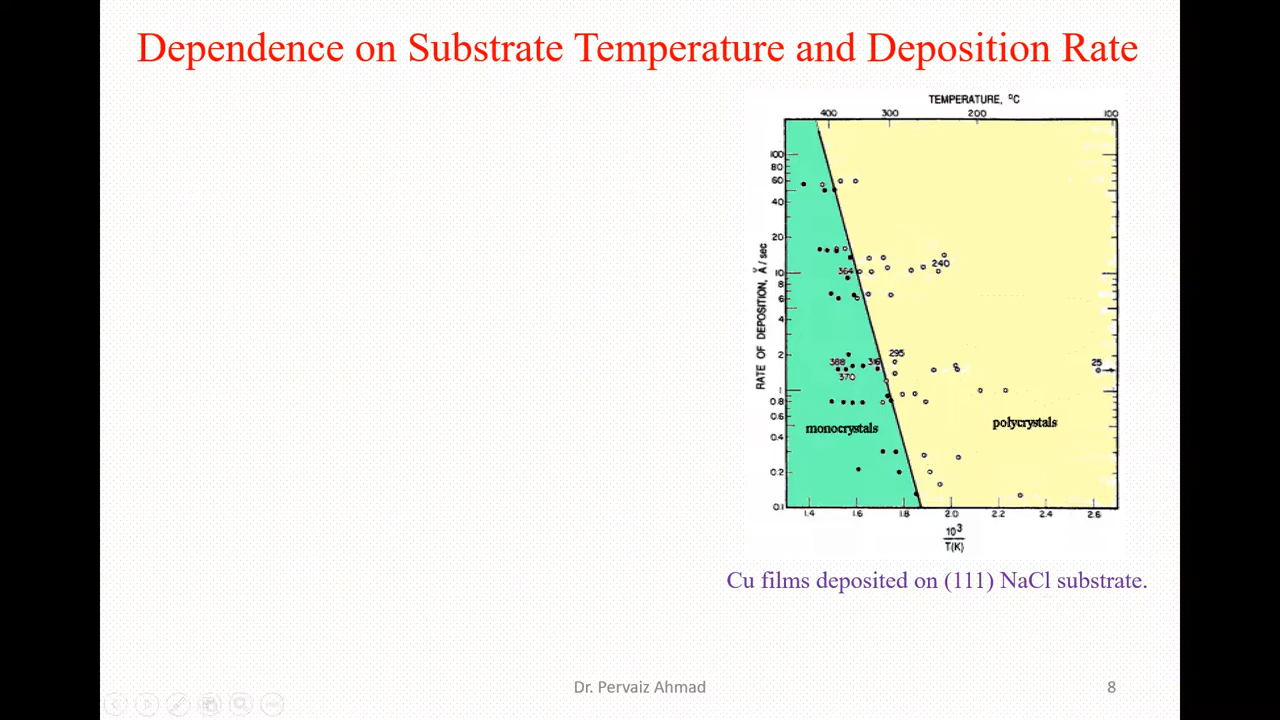 Dependence on Substrate Temperature and Deposition Rate
TEMPERATURE, °C
400 300 200 100
100
80
60
40
20
10
8
6
4
2
1
0.8
0.6
0.4
0.2
0.1
RATE OF DEPOSITION, Å/sec
364
240
295
368
316
370
25
monocrystals
polycrystals
1.4 1.6 1.8 2.0 2.2 2.4 2.6
10³
T(K)
Cu films deposited on (111) NaCl substrate.
Dr. Pervaiz Ahmad
8